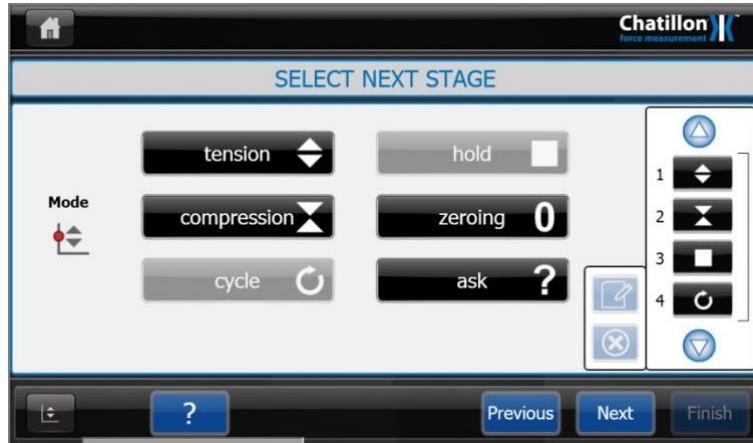 Chatillon™
force measurement
SELECT NEXT STAGE
tension
hold
Mode
compression
zeroing 0
cycle
ask ?
1
2
3
4
?
Previous
Next
Finish